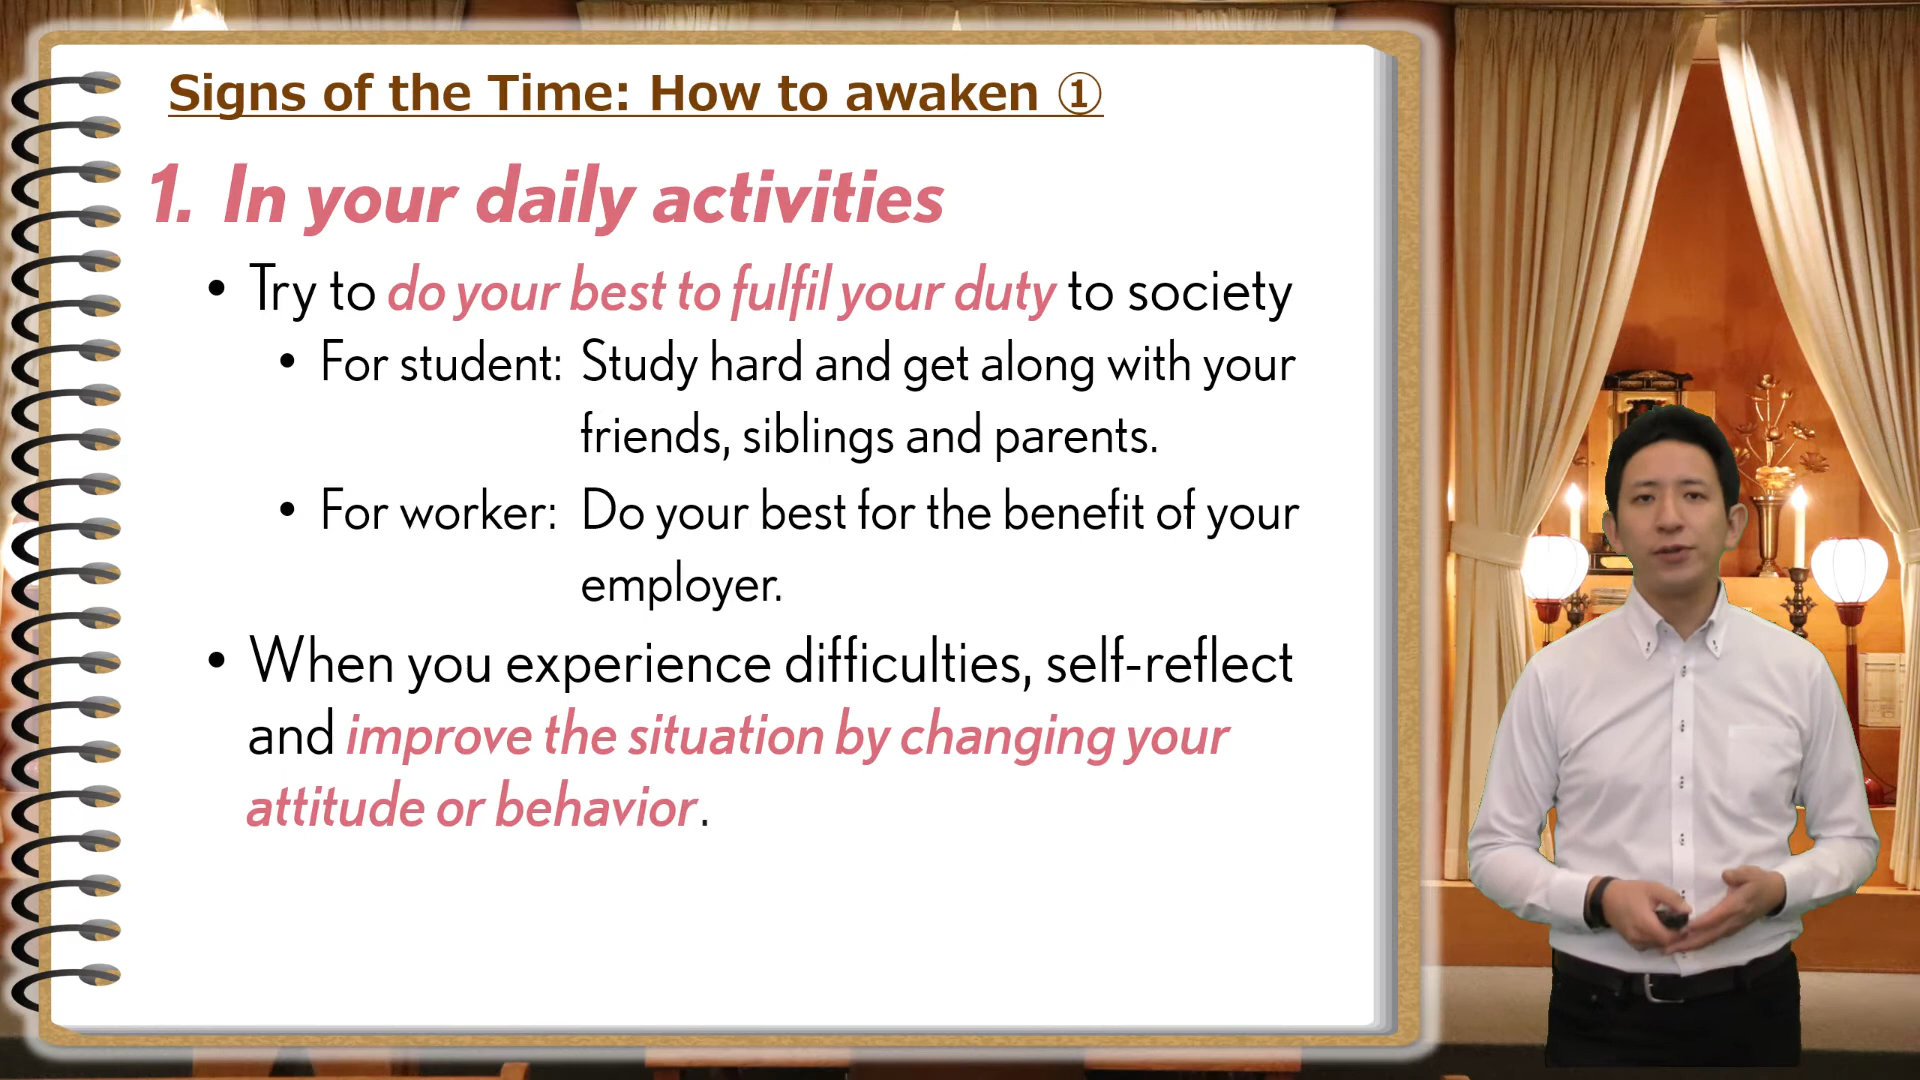 Signs of the Time: How to awaken ①
1. In your daily activities
• Try to do your best to fulfil your duty to society
• For student: Study hard and get along with your
friends, siblings and parents.
• For worker: Do your best for the benefit of your
employer.
• When you experience difficulties, self-reflect
and improve the situation by changing your
attitude or behavior.